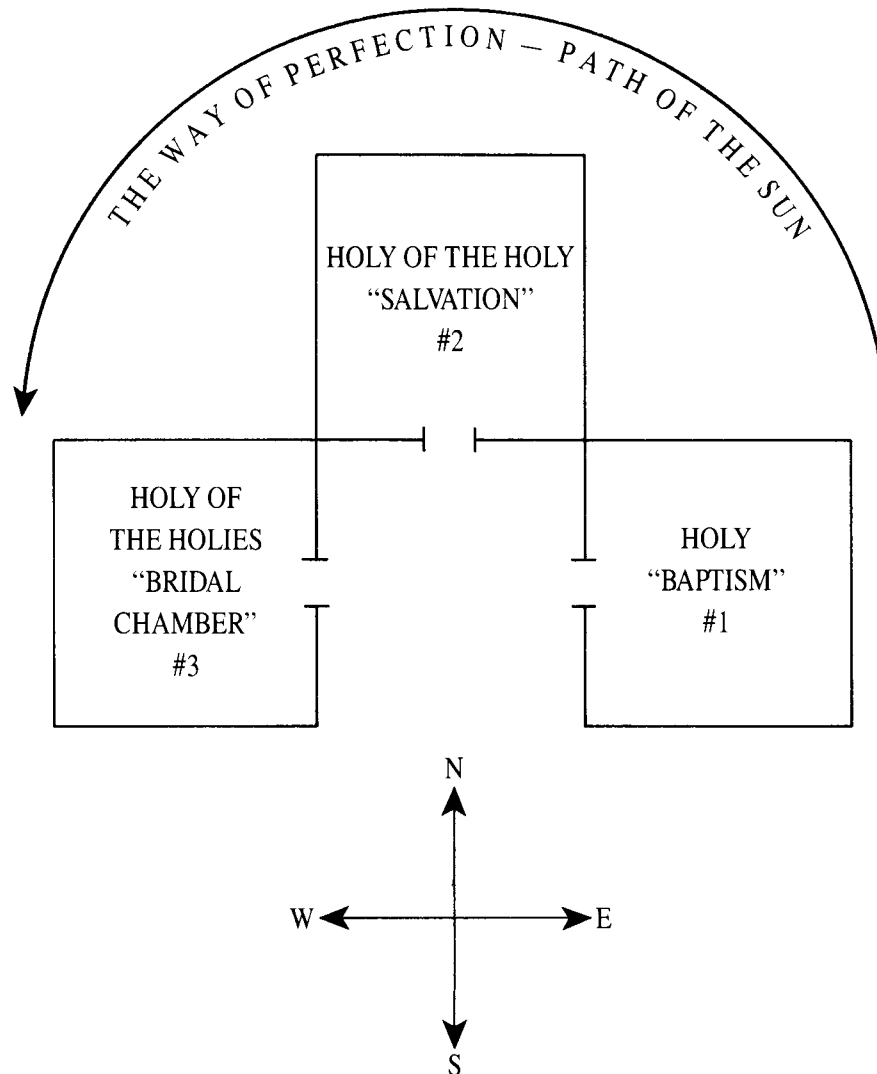 THE WAY OF PERFECTION – PATH OF THE SUN
HOLY OF THE HOLY
“SALVATION”
#2
HOLY OF
THE HOLIES
“BRIDAL
CHAMBER”
#3
HOLY
“BAPTISM”
#1
N
W
E
S